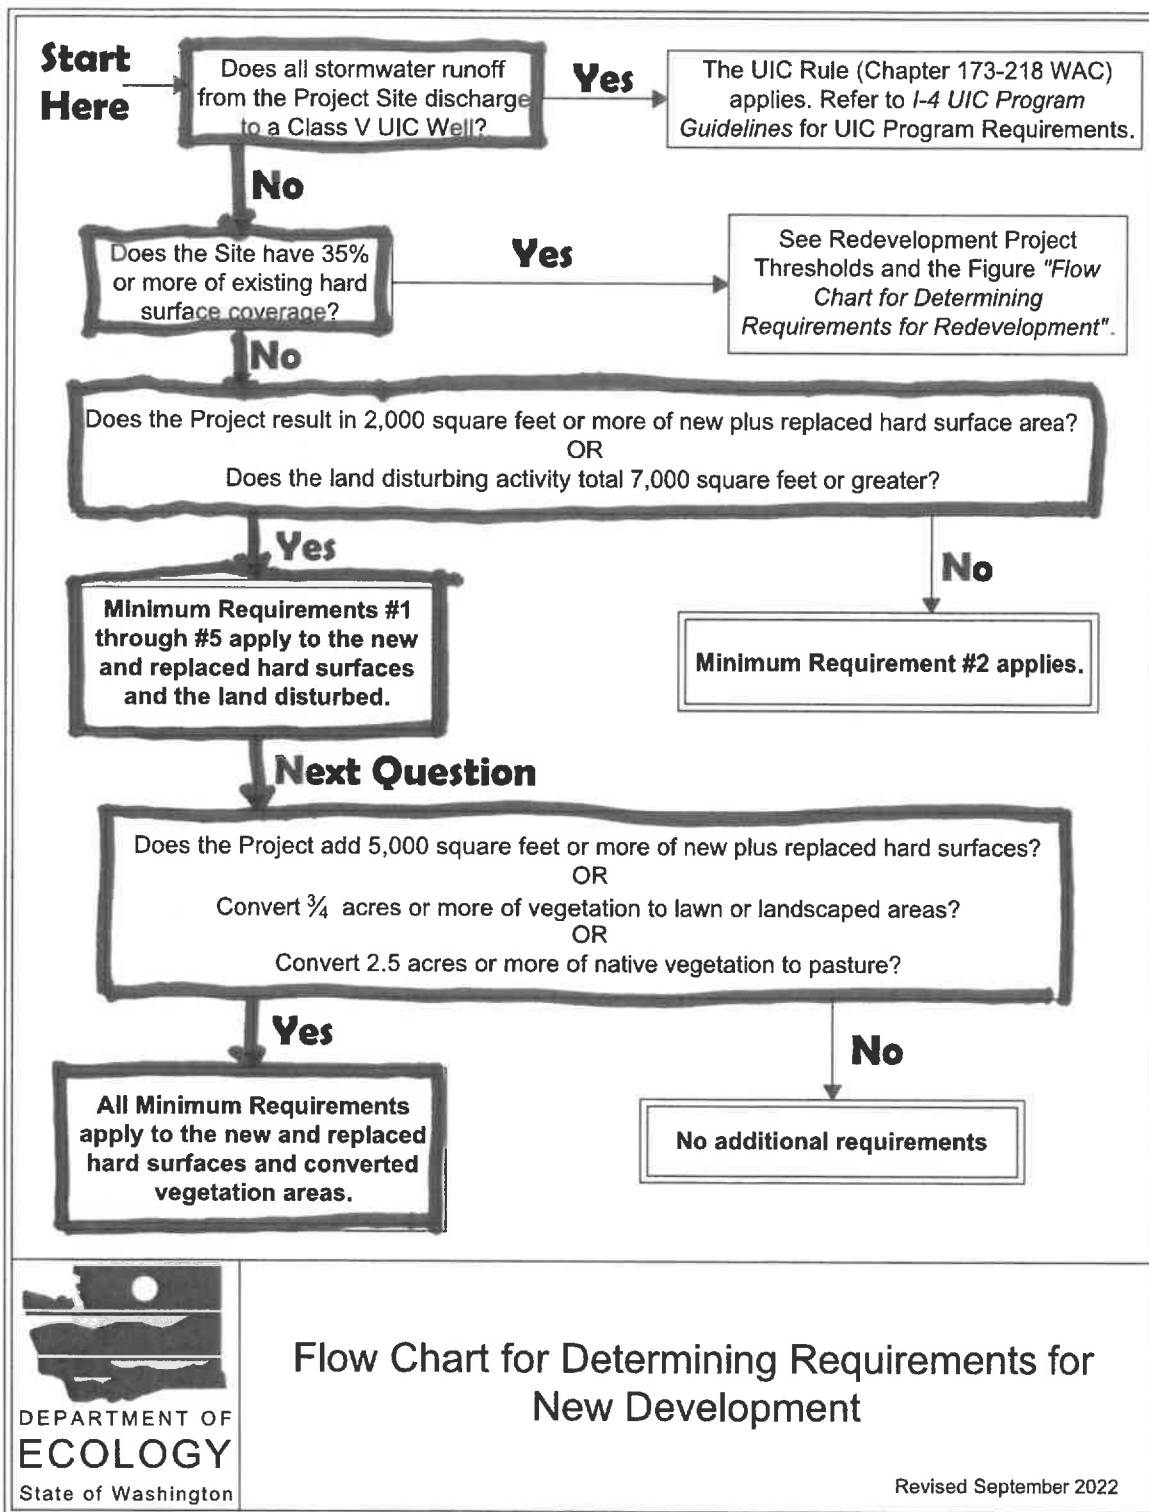 Start
Here
Does all stormwater runoff
from the Project Site discharge
to a Class V UIC Well?
Yes
The UIC Rule (Chapter 173-218 WAC)
applies. Refer to I-4 UIC Program
Guidelines for UIC Program Requirements.
No
Does the Site have 35%
or more of existing hard
surface coverage?
Yes
See Redevelopment Project
Thresholds and the Figure "Flow
Chart for Determining
Requirements for Redevelopment".
No
Does the Project result in 2,000 square feet or more of new plus replaced hard surface area?
OR
Does the land disturbing activity total 7,000 square feet or greater?
Yes
No
Minimum Requirements #1
through #5 apply to the new
and replaced hard surfaces
and the land disturbed.
Minimum Requirement #2 applies.
Next Question
Does the Project add 5,000 square feet or more of new plus replaced hard surfaces?
OR
Convert ¾ acres or more of vegetation to lawn or landscaped areas?
OR
Convert 2.5 acres or more of native vegetation to pasture?
Yes
No
All Minimum Requirements
apply to the new and replaced
hard surfaces and converted
vegetation areas.
No additional requirements
DEPARTMENT OF
ECOLOGY
State of Washington
Flow Chart for Determining Requirements for
New Development
Revised September 2022